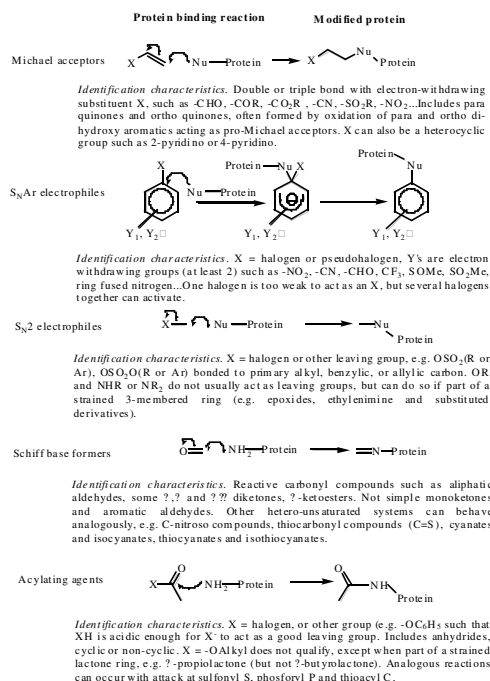 Protein binding reaction Modified protein
Michael acceptors X Nu Protein X Nu Protein
Identification characteristics. Double or triple bond with electron-withdrawing
substituent X, such as -CHO, -COR, -CO2R , -CN, -SO2R, -NO2...Includes para
quinones and ortho quinones, often formed by oxidation of para and ortho di-
hydroxy aromatics acting as pro-Michael acceptors. X can also be a heterocyclic
group such as 2-pyridino or 4-pyridino.
X Protein Nu X Protein
SNAr electrophiles Nu Protein Nu
Y1, Y2□ Y1, Y2□ Y1, Y2□
Identification characteristics. X = halogen or pseudohalogen, Y's are electron
withdrawing groups (at least 2) such as -NO2, -CN, -CHO, CF3, SOMe, SO2Me,
ring fused nitrogen...One halogen is too weak to act as an X, but several halogens
together can activate.
SN2 electrophiles X Nu Protein Nu
Protein
Identification characteristics. X = halogen or other leaving group, e.g. OSO2(R or
Ar), OSO2O(R or Ar) bonded to primary alkyl, benzylic, or allylic carbon. OR
and NHR or NR2 do not usually act as leaving groups, but can do so if part of a
strained 3-membered ring (e.g. epoxides, ethylenimine and substituted
derivatives).
Schiff base formers O NH2 Protein N Protein
Identification characteristics. Reactive carbonyl compounds such as aliphatic
aldehydes, some ?,? and ? ?? diketones, ? -ketoesters. Not simple monoketones
and aromatic aldehydes. Other hetero-unsaturated systems can behave
analogously, e.g. C-nitroso compounds, thiocarbonyl compounds (C=S), cyanates
and isocyanates, thiocyanates and isothiocyanates.
O O
Acylating agents X NH2 Protein NH
Protein
Identification characteristics. X = halogen, or other group (e.g. -OC6H5 such that
XH is acidic enough for X- to act as a good leaving group. Includes anhydrides,
cyclic or non-cyclic. X = -OAlkyl does not qualify, except when part of a strained
lactone ring, e.g. ? -propiolactone (but not ?-butyrolactone). Analogous reactions
can occur with attack at sulfonyl S, phosforyl P and thioacyl C.